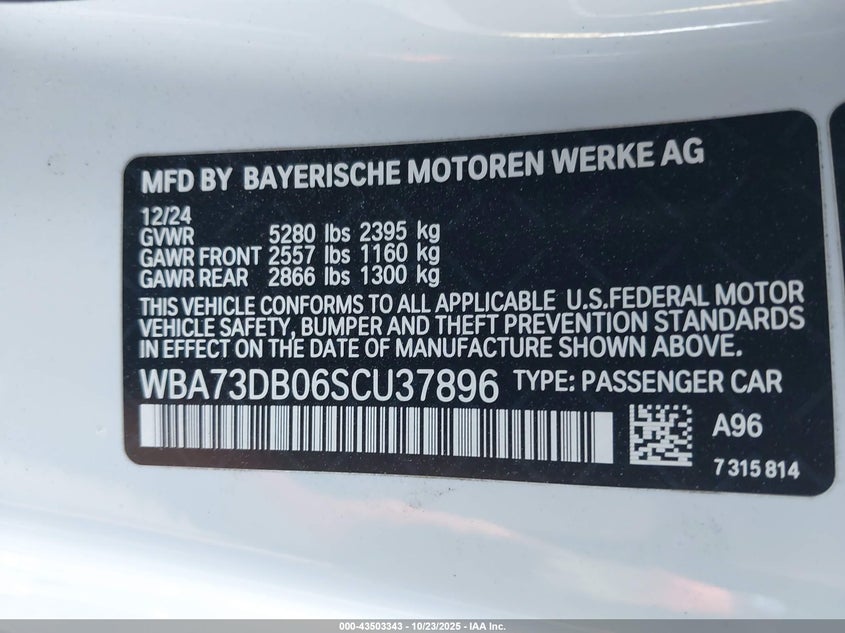 MFD BY BAYERISCHE MOTOREN WERKE AG
12/24
GVWR 5280 lbs 2395 kg
GAWR FRONT 2557 lbs 1160 kg
GAWR REAR 2866 lbs 1300 kg
THIS VEHICLE CONFORMS TO ALL APPLICABLE U.S.FEDERAL MOTOR
VEHICLE SAFETY, BUMPER AND THEFT PREVENTION STANDARDS
IN EFFECT ON THE DATE OF MANUFACTURE SHOWN ABOVE.
WBA73DB06SCU37896 TYPE: PASSENGER CAR
A96
7315814
000-43503343 - 10/23/2025 - IAA Inc.